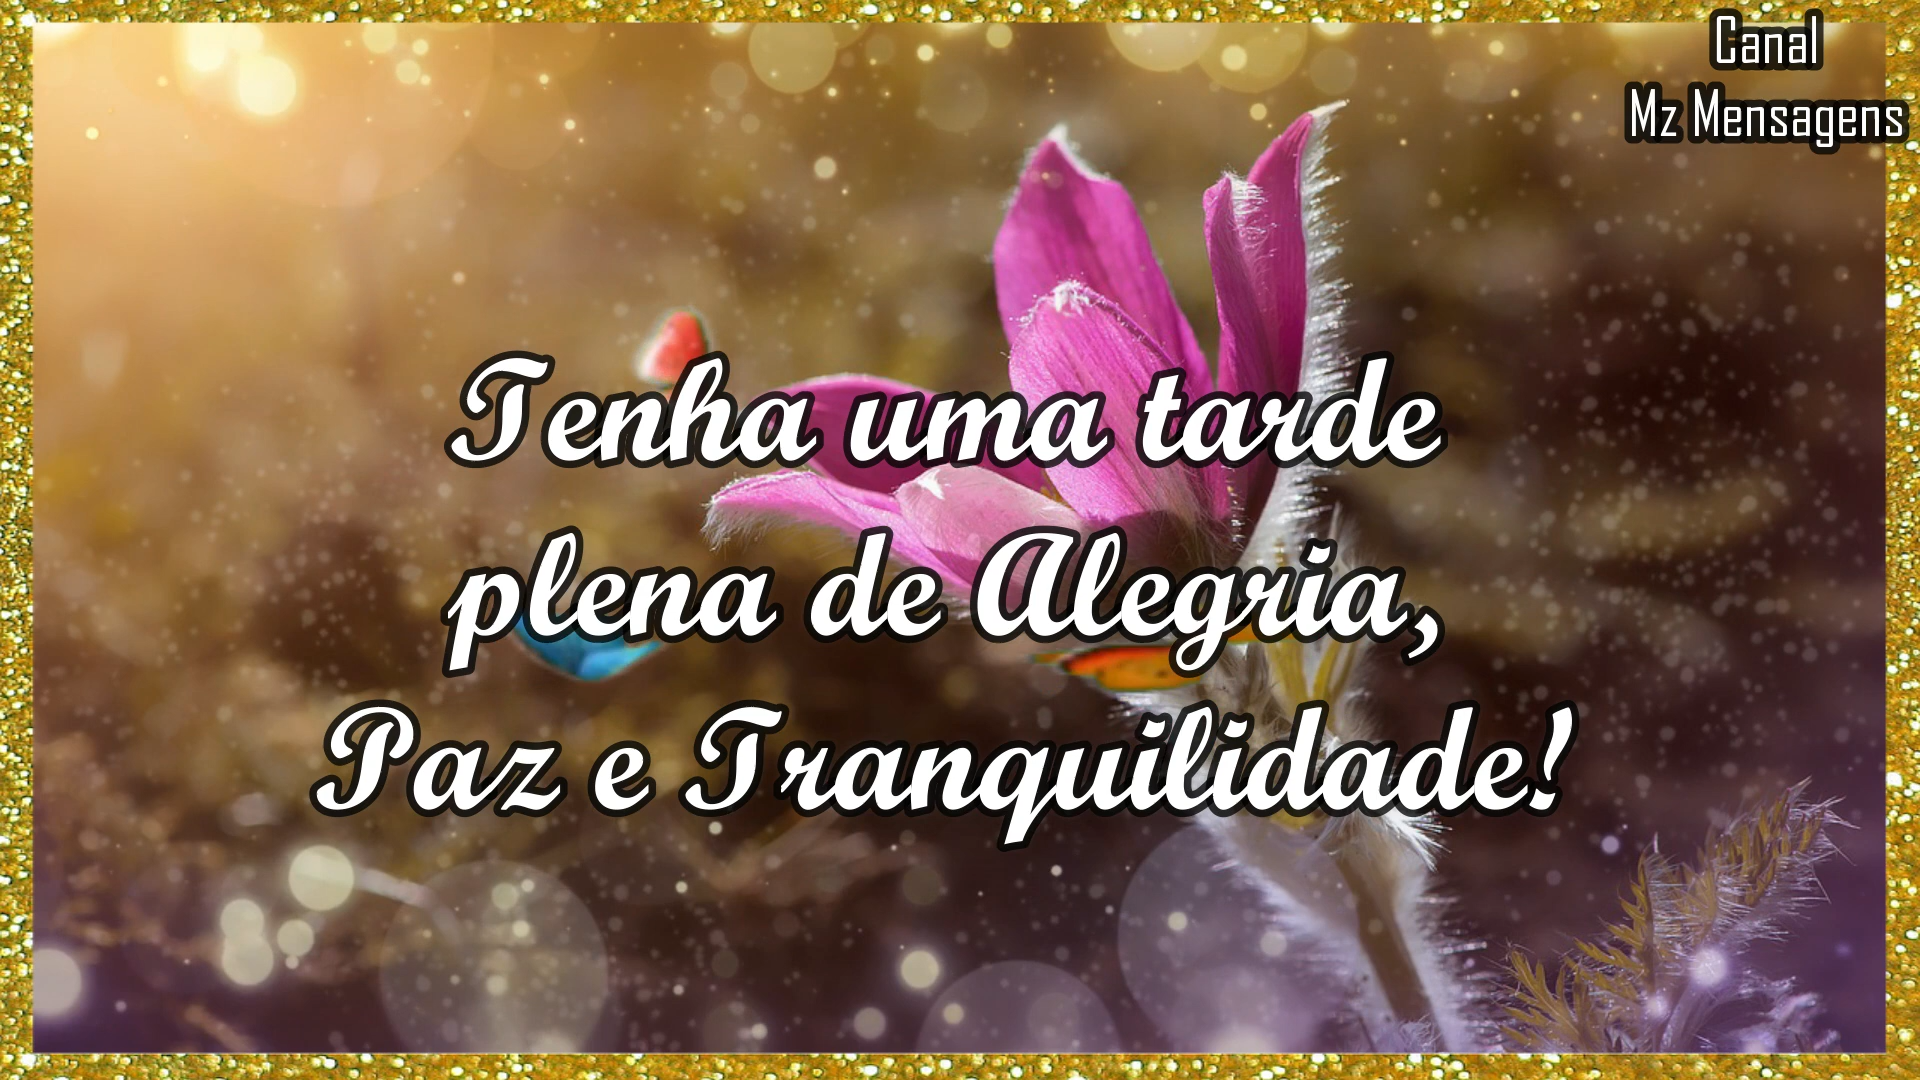 Canal
Mz Mensagens
Tenha uma tarde
plena de Alegria,
Paz e Tranquilidade!